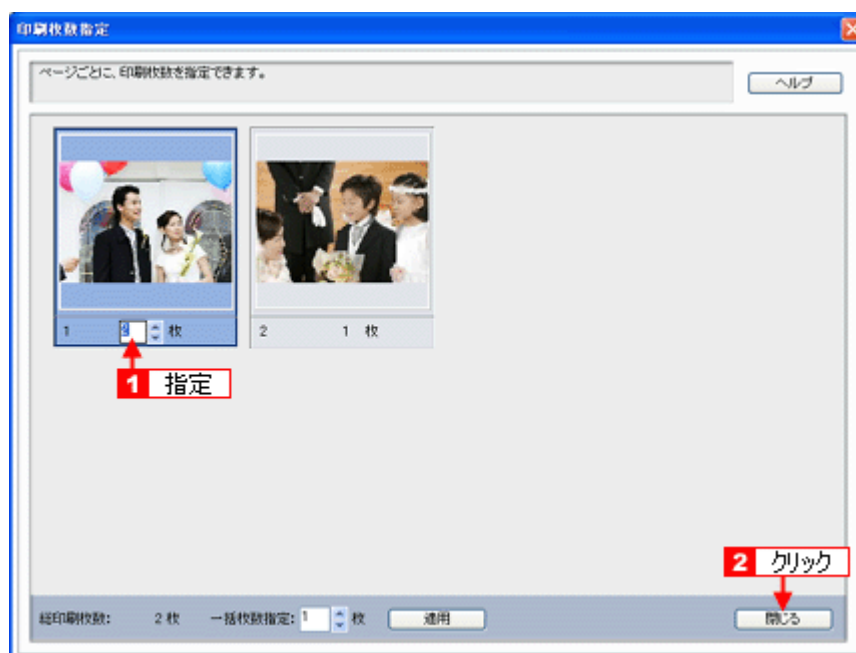 印刷枚数指定
ページごとに、印刷枚数を指定できます。
ヘルプ
1 枚
2 1 枚
1 指定
2 クリック
総印刷枚数: 2 枚 一括枚数指定: 1 枚 適用 閉じる